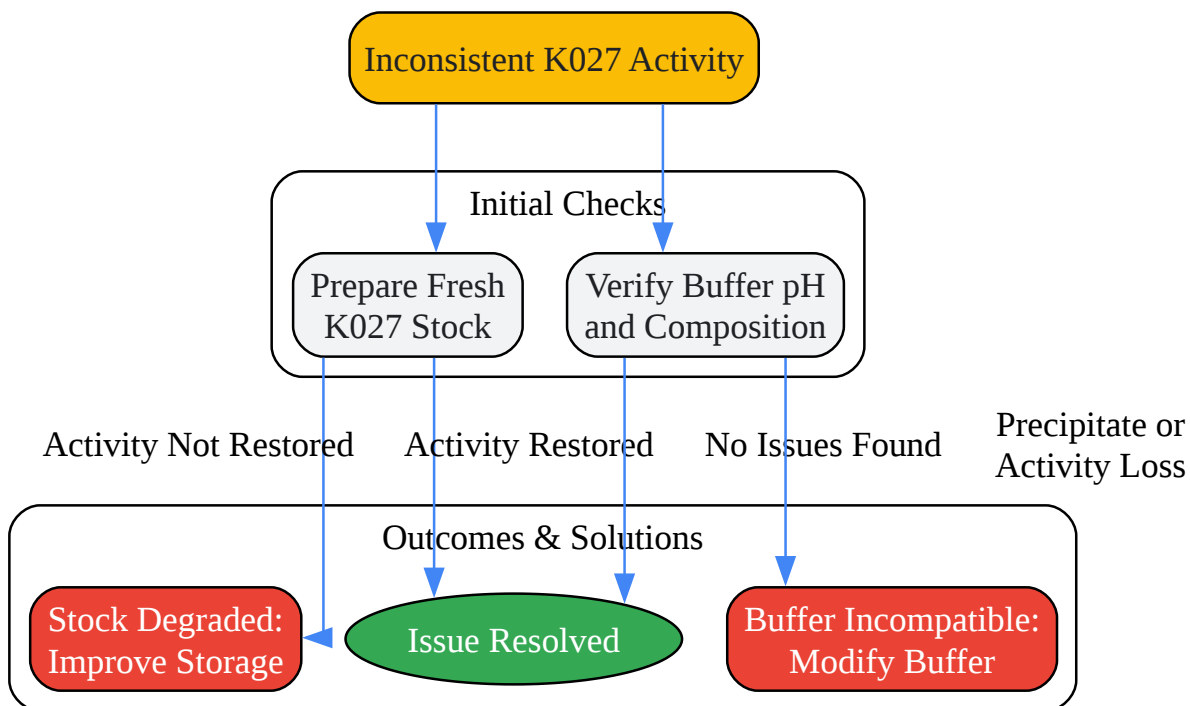 Inconsistent K027 Activity
Initial Checks
Prepare Fresh
K027 Stock
Verify Buffer pH
and Composition
Activity Not Restored
Activity Restored
No Issues Found
Precipitate or
Activity Loss
Outcomes & Solutions
Stock Degraded:
Improve Storage
Issue Resolved
Buffer Incompatible:
Modify Buffer